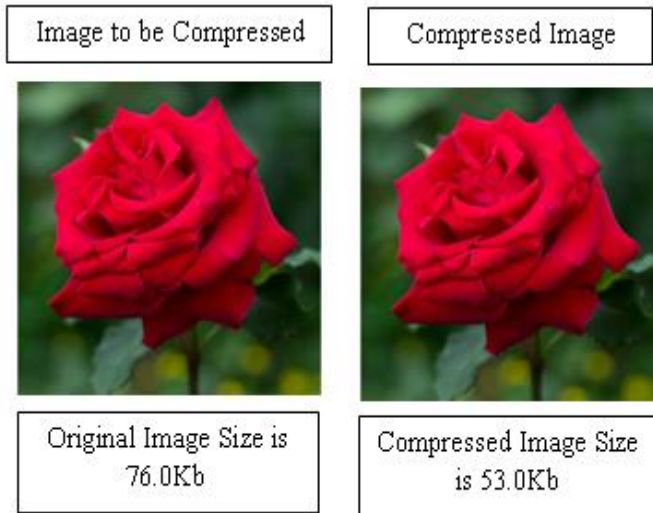 Image to be Compressed
Compressed Image
Original Image Size is
76.0Kb
Compressed Image Size
is 53.0Kb